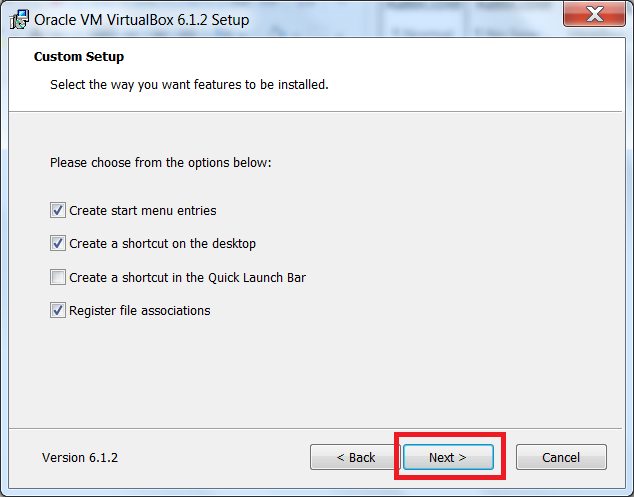 Oracle VM VirtualBox 6.1.2 Setup
Custom Setup
Select the way you want features to be installed.
Please choose from the options below:
Create start menu entries
Create a shortcut on the desktop
Create a shortcut in the Quick Launch Bar
Register file associations
Version 6.1.2
< Back
Next >
Cancel